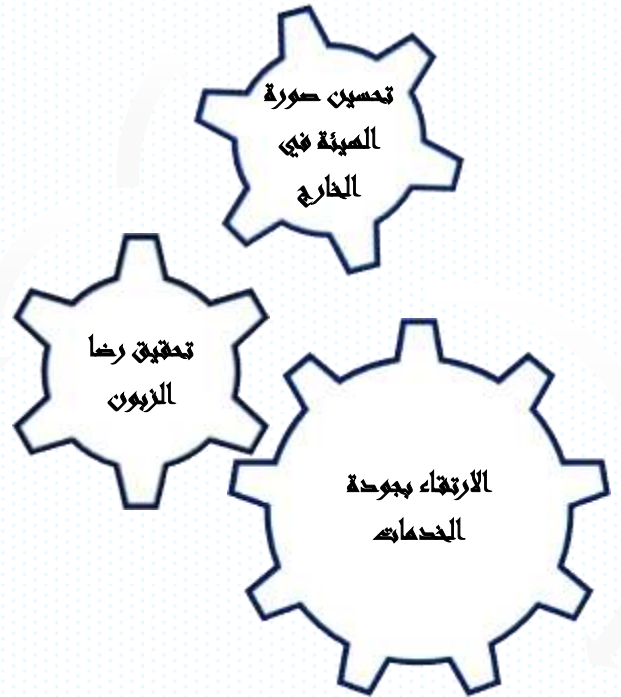 تحسين صورة
الهيئة في
الخارج
تحقيق رضا
الزبون
الارتقاء بجودة
الخدمات